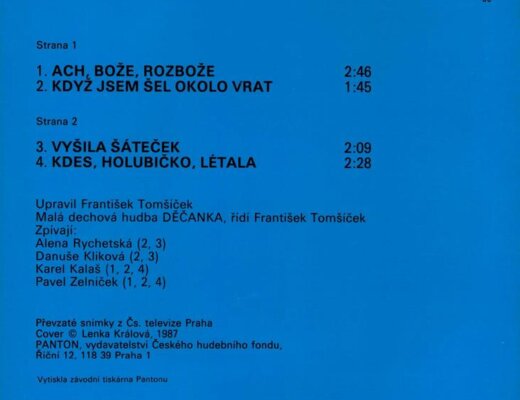 Strana 1
1. ACH, BOŽE, ROZBOŽE 2:46
2. KDYŽ JSEM ŠEL OKOLO VRAT 1:45
Strana 2
3. VYŠILA ŠÁTEČEK 2:09
4. KDES, HOLUBIČKO, LÉTALA 2:28
Upravil František Tomšíček
Malá dechová hudba DĚČANKA, řídí František Tomšíček
Zpívají:
Alena Rychetská (2, 3)
Danuše Klíková (2, 3)
Karel Kalaš (1, 2, 4)
Pavel Zelníček (1, 2, 4)
Převzaté snímky z Čs. televize Praha
Cover © Lenka Králová, 1987
PANTON, vydavatelství Českého hudebního fondu,
Říční 12, 118 39 Praha 1
Vytiskla závodní tiskárna Pantonu